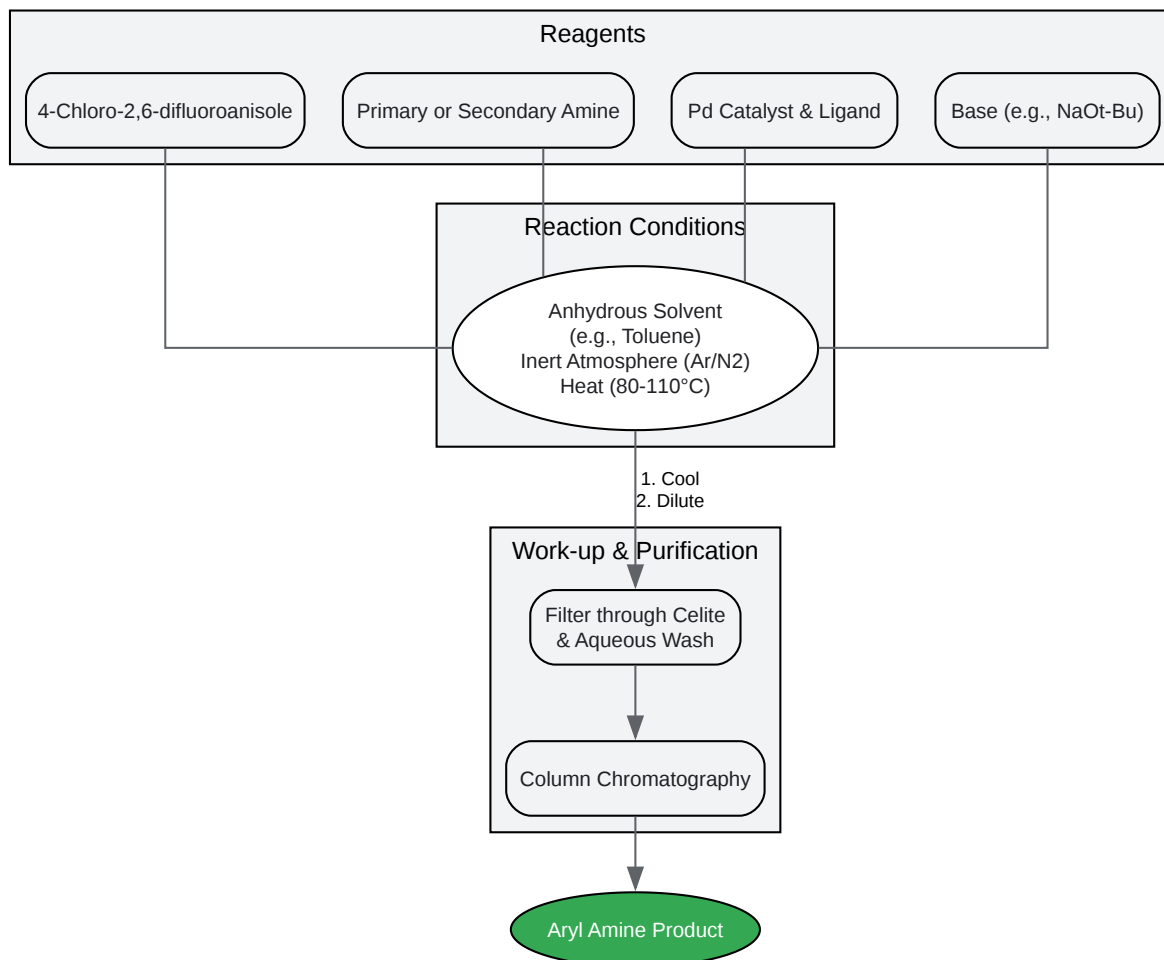 Reagents
4-Chloro-2,6-difluoroanisole
Primary or Secondary Amine
Pd Catalyst & Ligand
Base (e.g., NaOt-Bu)
Reaction Conditions
Anhydrous Solvent
(e.g., Toluene)
Inert Atmosphere (Ar/N2)
Heat (80-110°C)
1. Cool
2. Dilute
Work-up & Purification
Filter through Celite
& Aqueous Wash
Column Chromatography
Aryl Amine Product